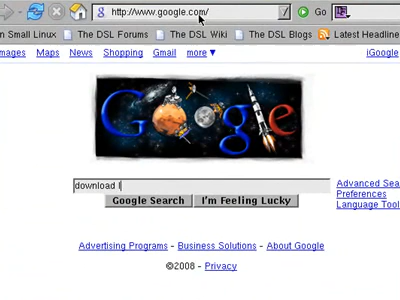 http://www.google.com/ Go
n Small Linux The DSL Forums The DSL Wiki The DSL Blogs Latest Headline
mages Maps News Shopping Gmail more ▼ iGoogle
Google
download l
Advanced Sea
Preferences
Language Tool
Google Search I'm Feeling Lucky
Advertising Programs - Business Solutions - About Google
©2008 - Privacy